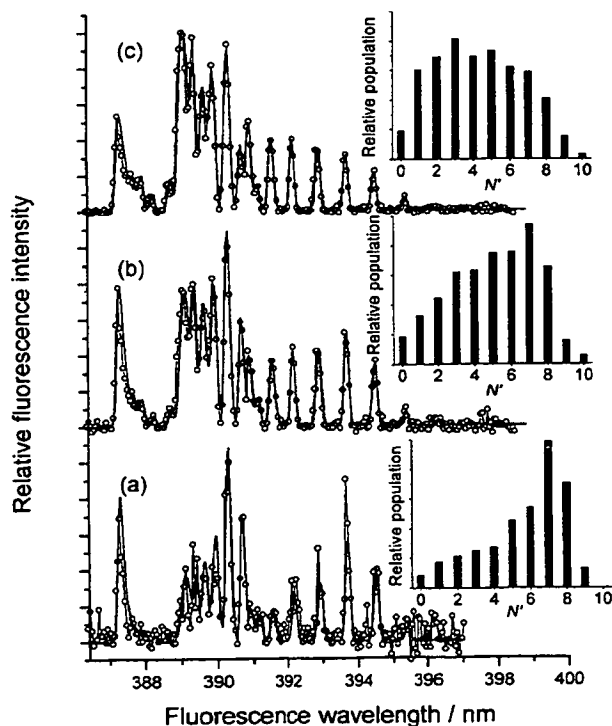 (c)
Relative population
0 2 4 6 8 10
N'
(b)
Relative population
0 2 4 6 8 10
N'
(a)
Relative population
0 2 4 6 8 10
N'
Relative fluorescence intensity
388 390 392 394 396 398 400
Fluorescence wavelength / nm